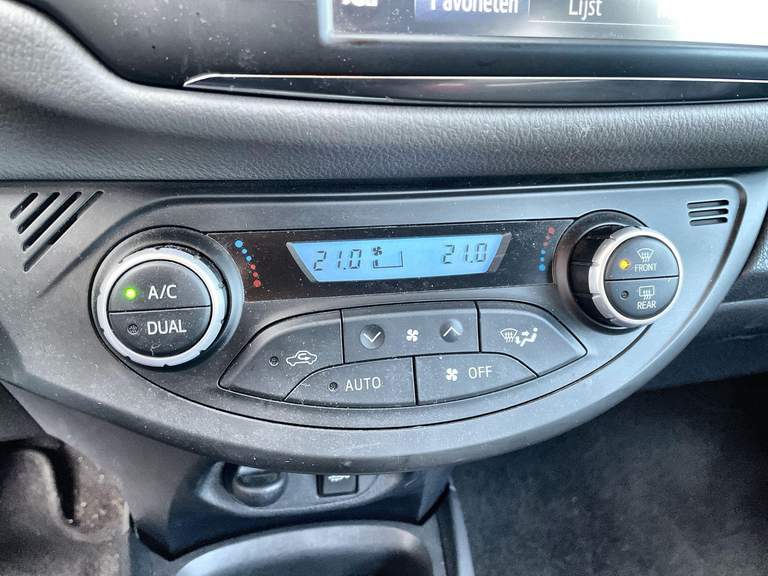 Favorieten Lijst
21.0 21.0
A/C
DUAL
FRONT
REAR
AUTO
OFF